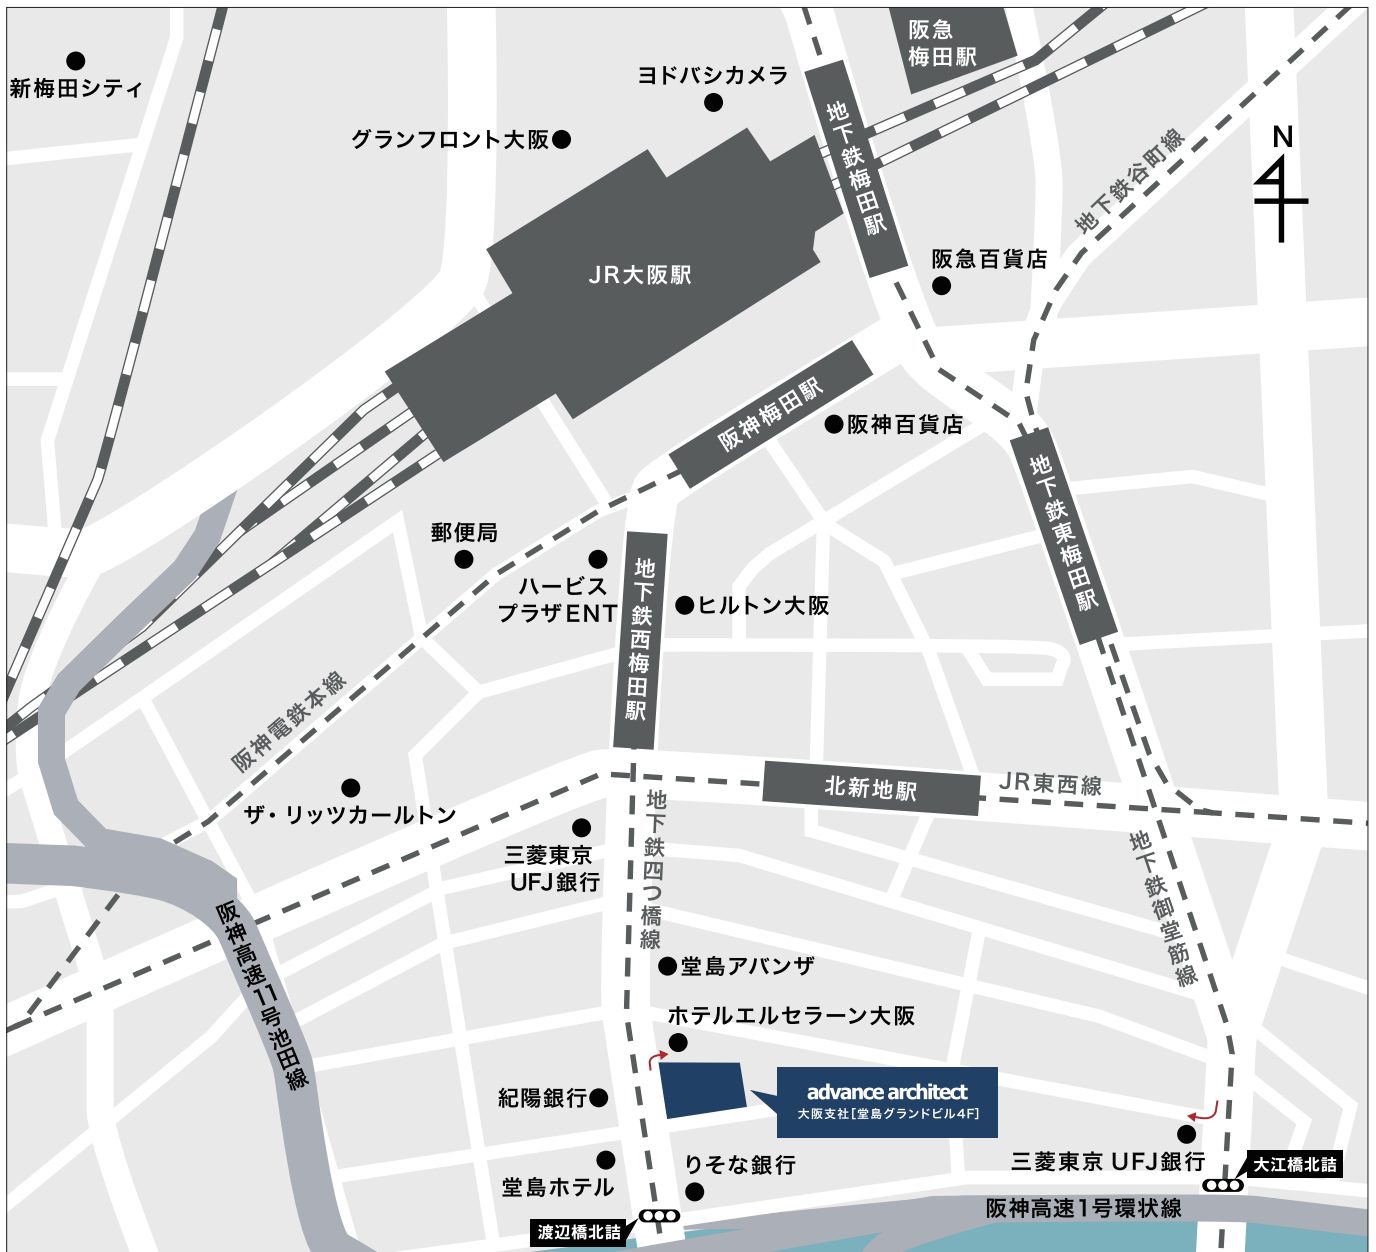 阪急
梅田駅
新梅田シティ
ヨドバシカメラ
グランフロント大阪
地下鉄梅田駅
N
地下鉄谷町線
阪急百貨店
JR大阪駅
阪神梅田駅
阪神百貨店
地下鉄東梅田駅
郵便局
ハービス
プラザENT
地下鉄西梅田駅
ヒルトン大阪
阪神電鉄本線
ザ・リッツカールトン
北新地駅
JR東西線
地下鉄四つ橋線
三菱東京
UFJ銀行
地下鉄御堂筋線
阪神高速11号池田線
堂島アバンザ
ホテルエルセラーン大阪
紀陽銀行
advance architect
大阪支社[堂島グランドビル4F]
三菱東京 UFJ銀行
大江橋北詰
りそな銀行
堂島ホテル
阪神高速1号環状線
渡辺橋北詰